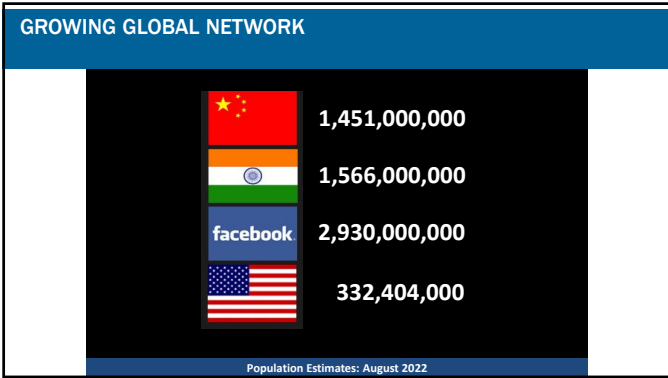 GROWING GLOBAL NETWORK
1,451,000,000
1,566,000,000
facebook. 2,930,000,000
332,404,000
Population Estimates: August 2022